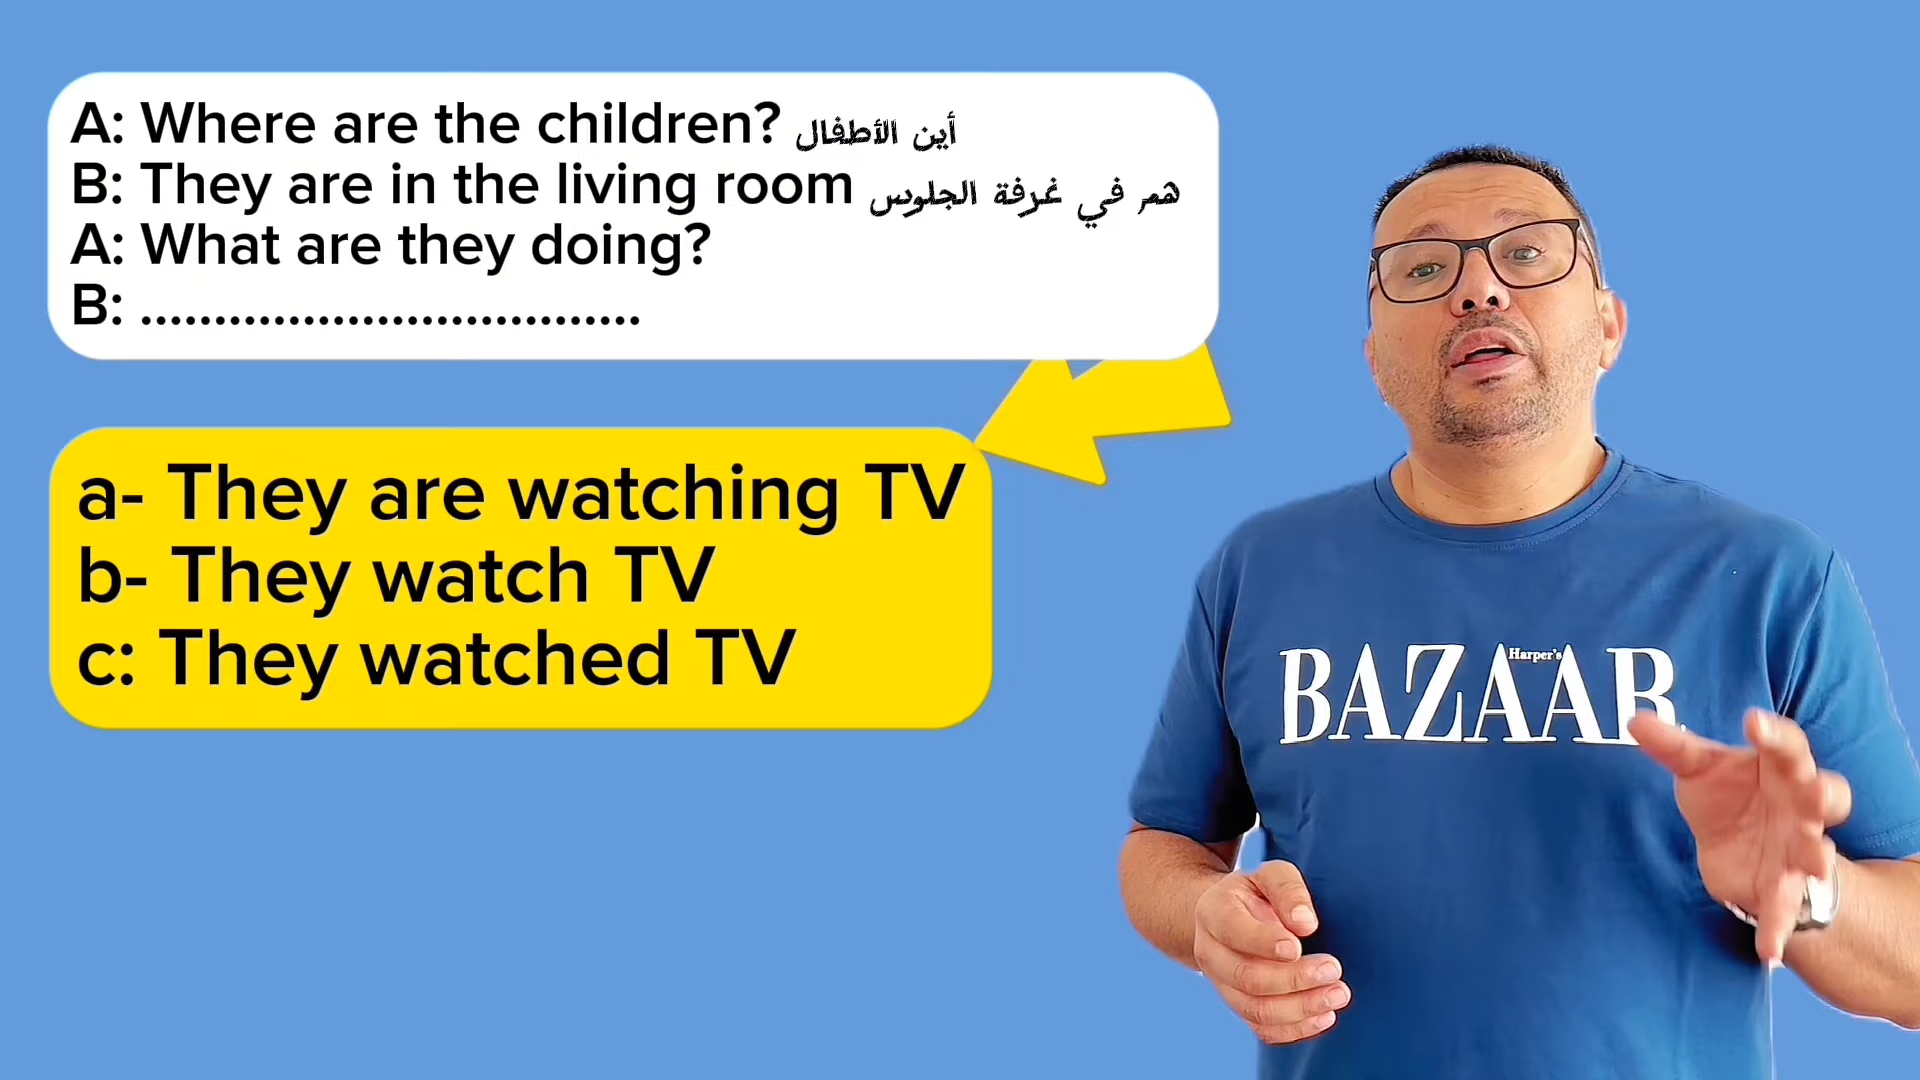 A: Where are the children? أين الأطفال
B: They are in the living room هم في غرفة الجلوس
A: What are they doing?
B: ..................................
a- They are watching TV
b- They watch TV
c: They watched TV
Harper's
BAZAAR